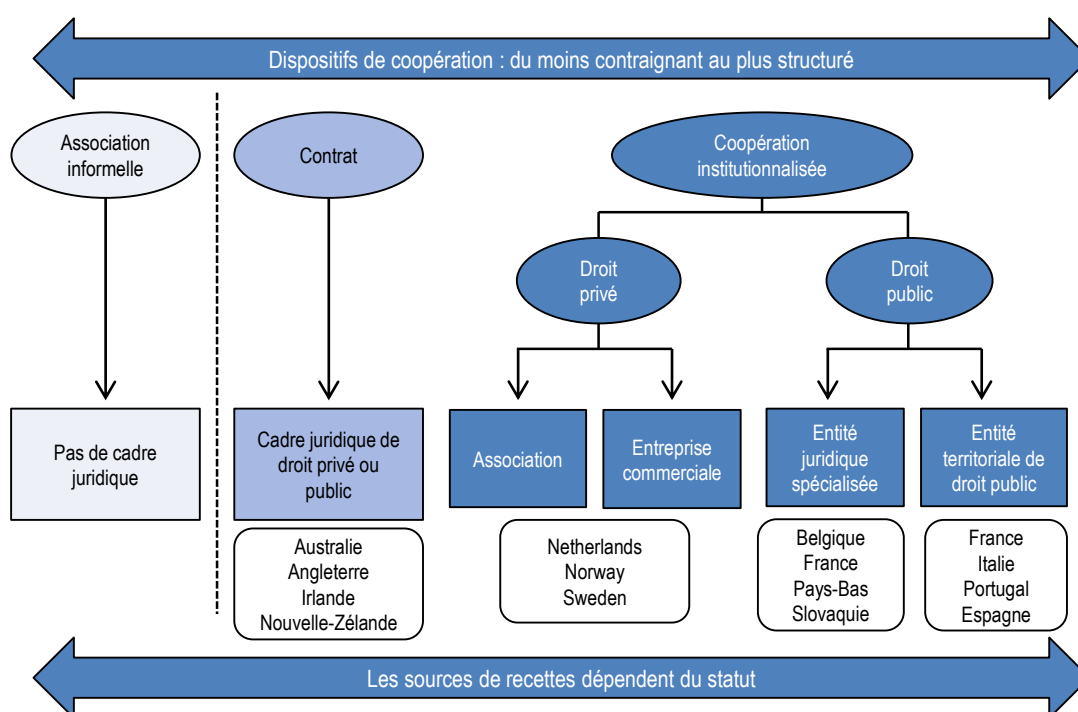 Dispositifs de coopération : du moins contraignant au plus structuré
Association
informelle
Contrat
Coopération
institutionnalisée
Droit
privé
Droit
public
Pas de cadre
juridique
Cadre juridique de
droit privé ou
public
Association
Entreprise
commerciale
Entité
juridique
spécialisée
Entité
territoriale de
droit public
Australie
Angleterre
Irlande
Nouvelle-Zélande
Netherlands
Norway
Sweden
Belgique
France
Pays-Bas
Slovaquie
France
Italie
Portugal
Espagne
Les sources de recettes dépendent du statut